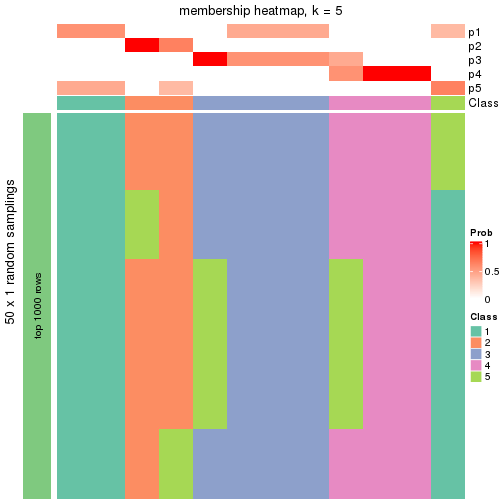 membership heatmap, k = 5
p1
p2
p3
p4
p5
Class
50 x 1 random samplings
top 1000 rows
Prob
1
0.5
0
Class
1
2
3
4
5